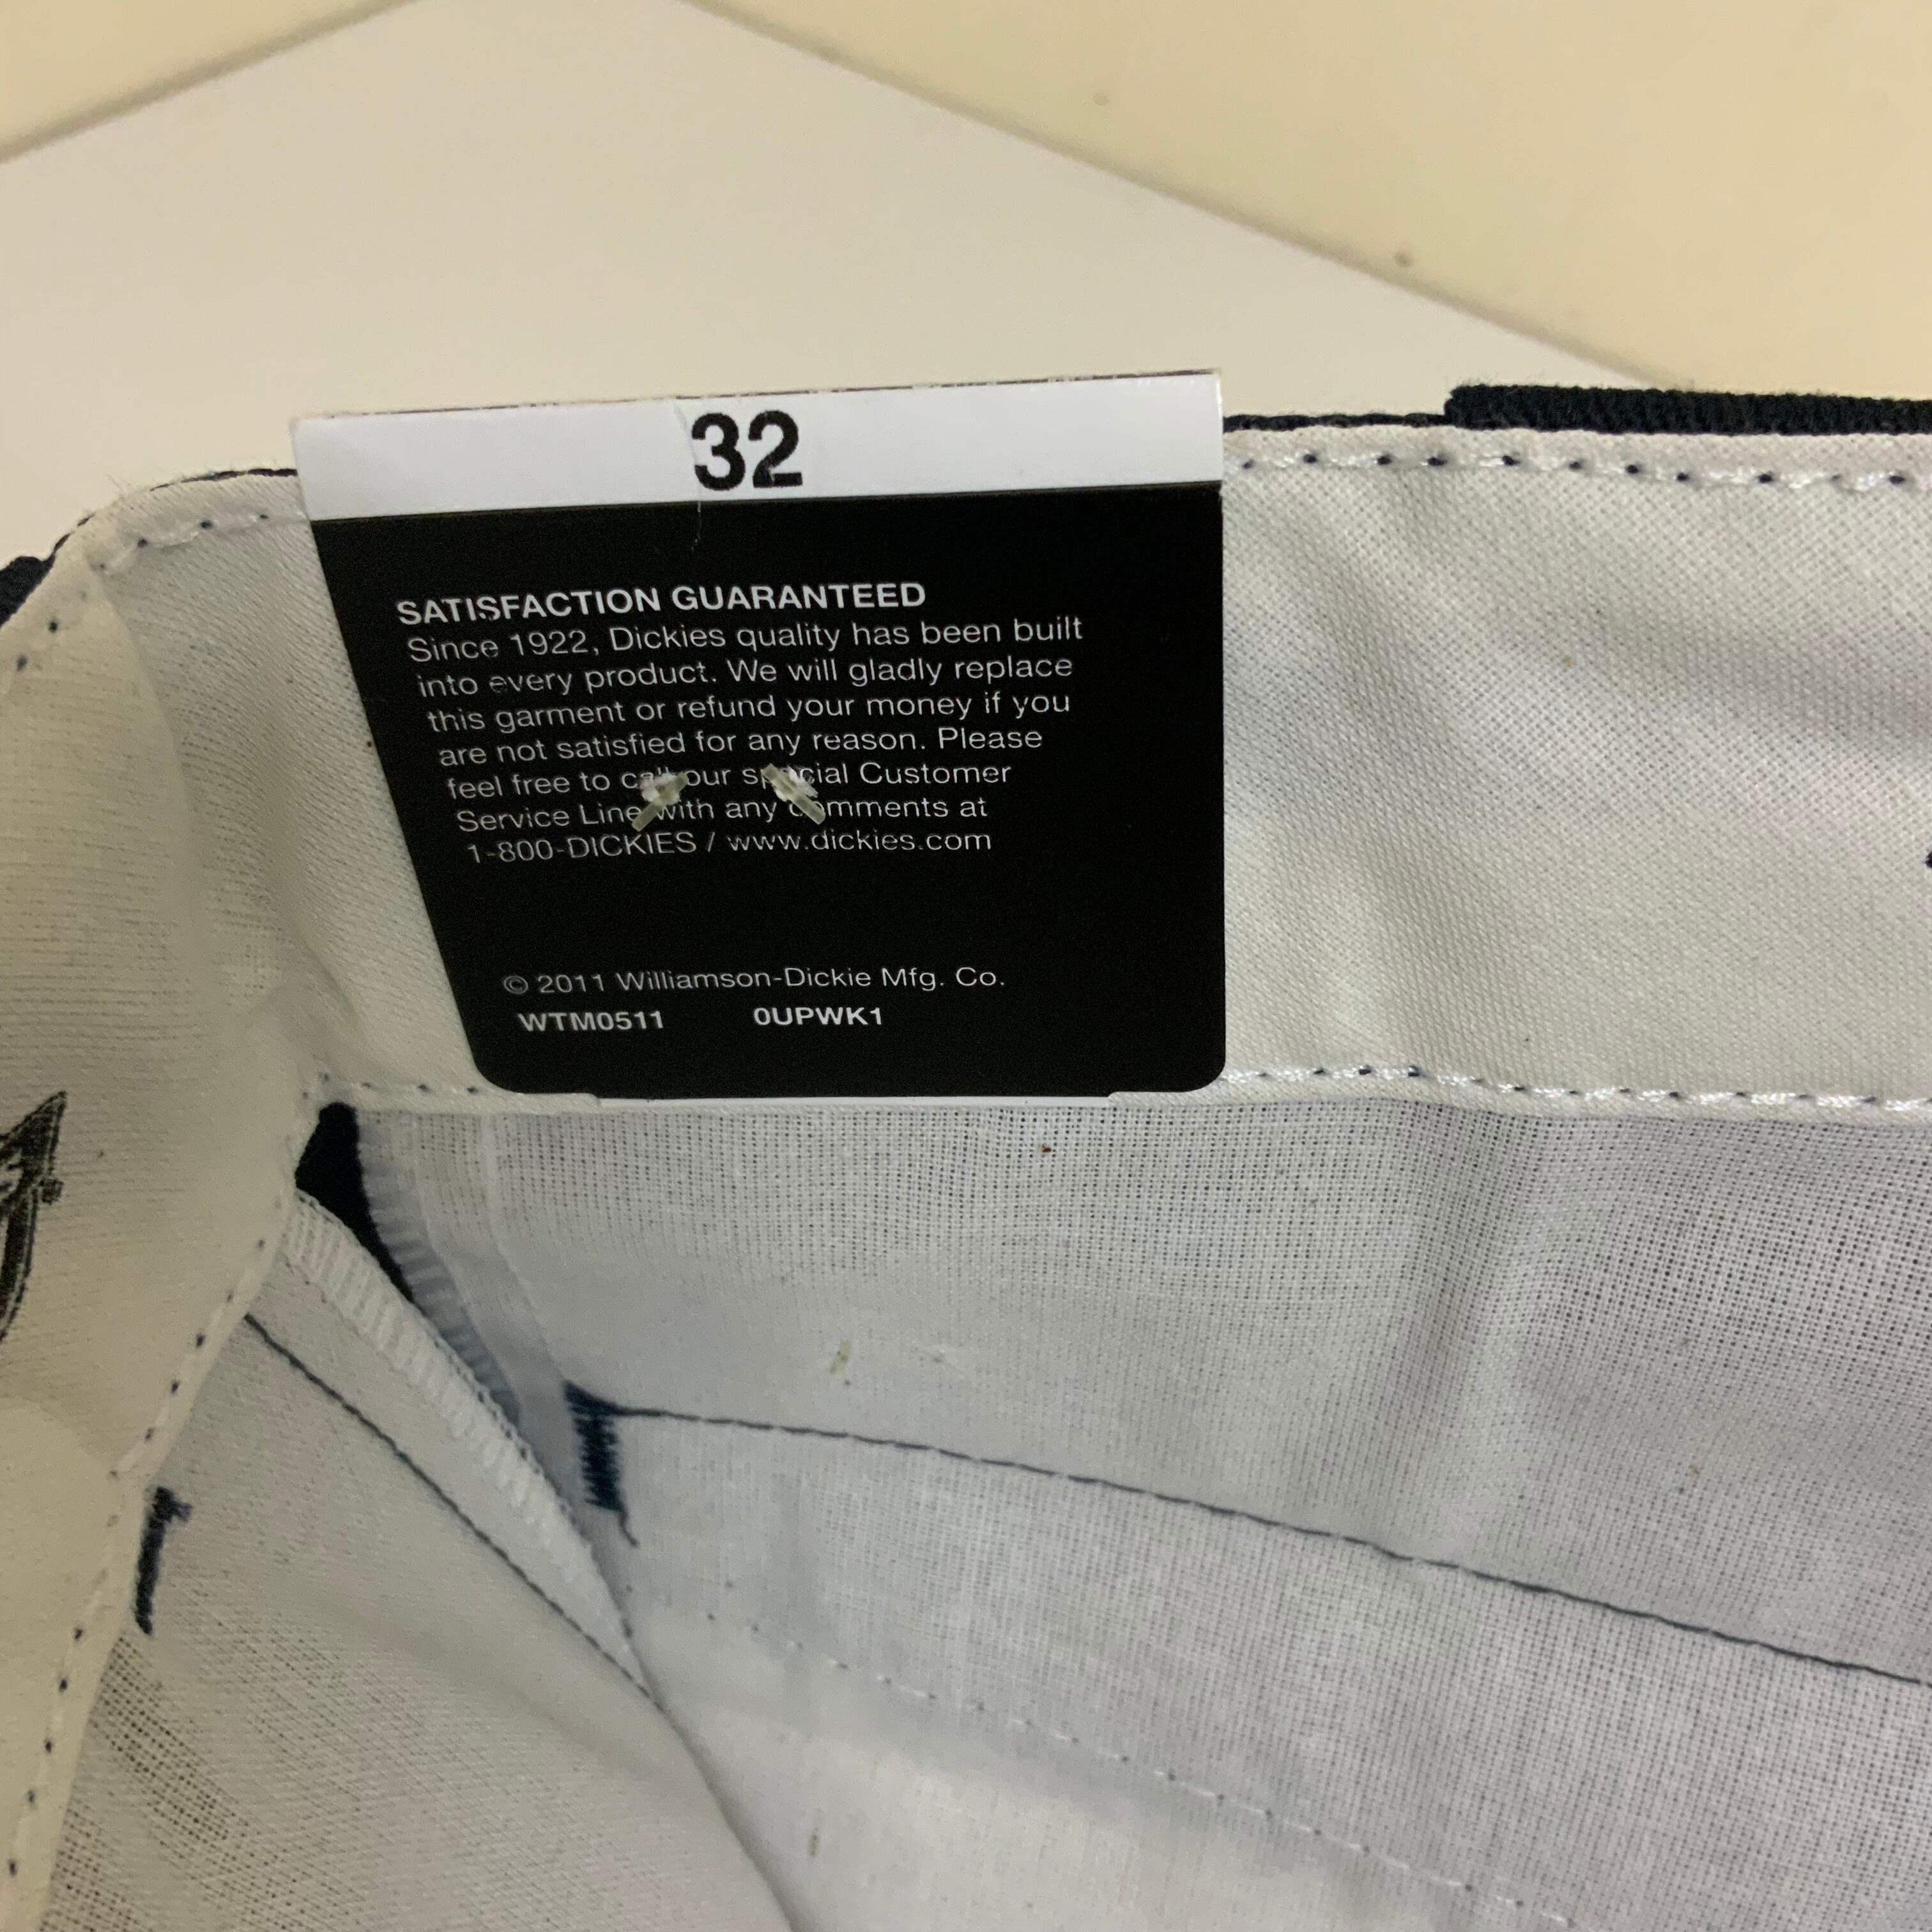 32
SATISFACTION GUARANTEED
Since 1922, Dickies quality has been built
into every product. We will gladly replace
this garment or refund your money if you
are not satisfied for any reason. Please
feel free to call our special Customer
Service Line with any comments at
1-800-DICKIES / www.dickies.com
© 2011 Williamson-Dickie Mfg. Co.
WTM0511 0UPWK1